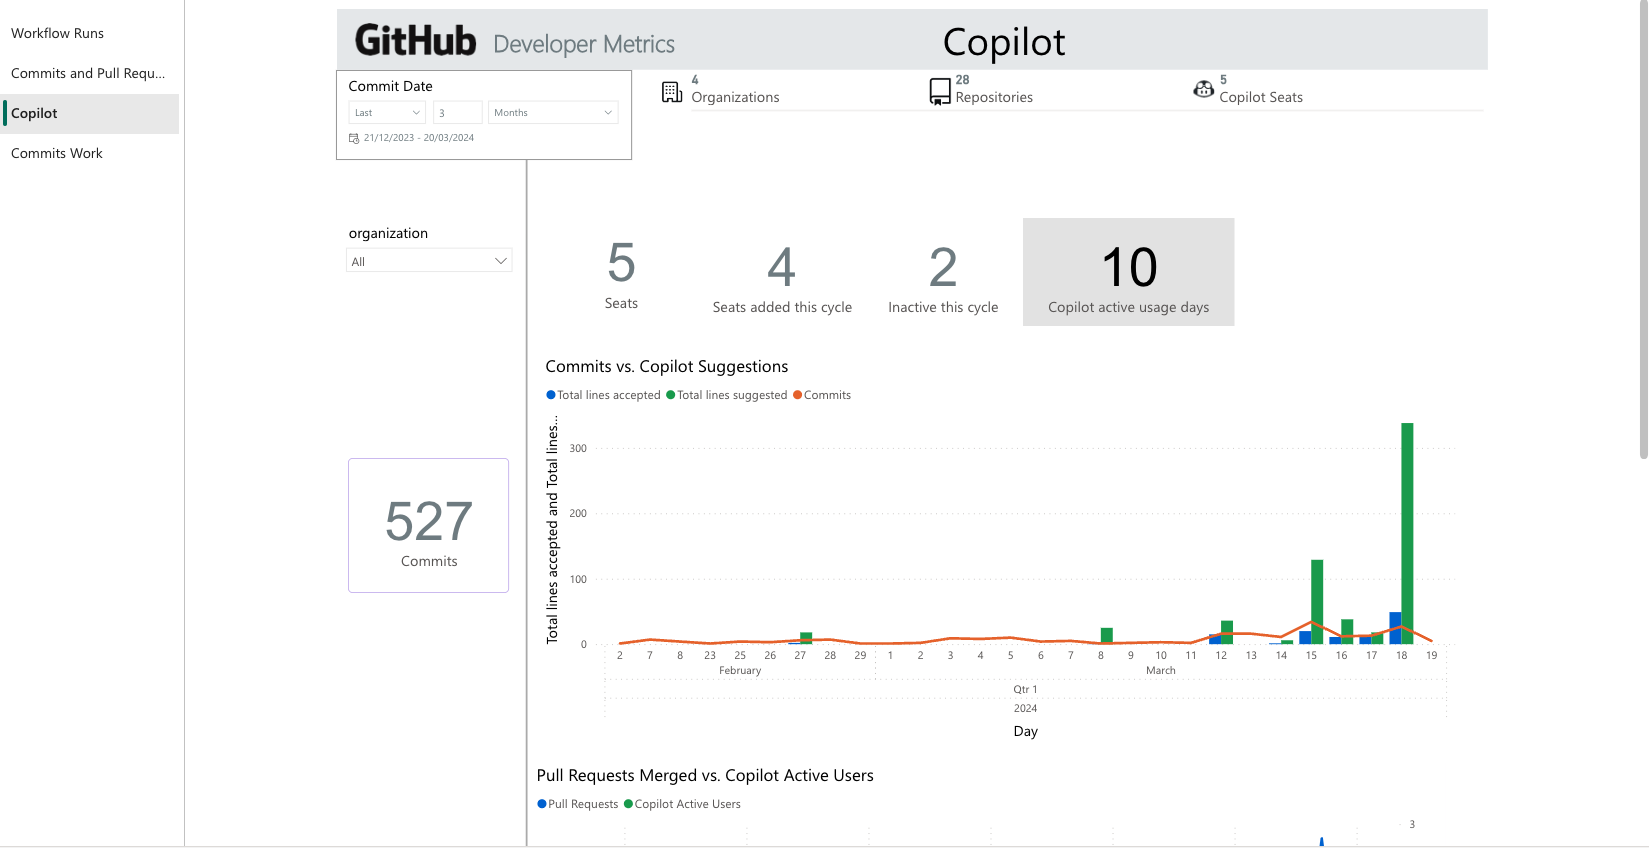 Workflow Runs
Commits and Pull Requ...
Copilot
Commits Work
GitHub Developer Metrics
Copilot
Commit Date
Last 3 Months
21/12/2023 - 20/03/2024
4
Organizations
28
Repositories
5
Copilot Seats
organization
All
5
Seats
4
Seats added this cycle
2
Inactive this cycle
10
Copilot active usage days
527
Commits
Commits vs. Copilot Suggestions
Total lines accepted Total lines suggested Commits
Total lines accepted and Total lines...
300
200
100
0
2 7 8 23 25 26 27 28 29 1 2 3 4 5 6 7 8 9 10 11 12 13 14 15 16 17 18 19
February March
Qtr 1
2024
Day
Pull Requests Merged vs. Copilot Active Users
Pull Requests Copilot Active Users
3